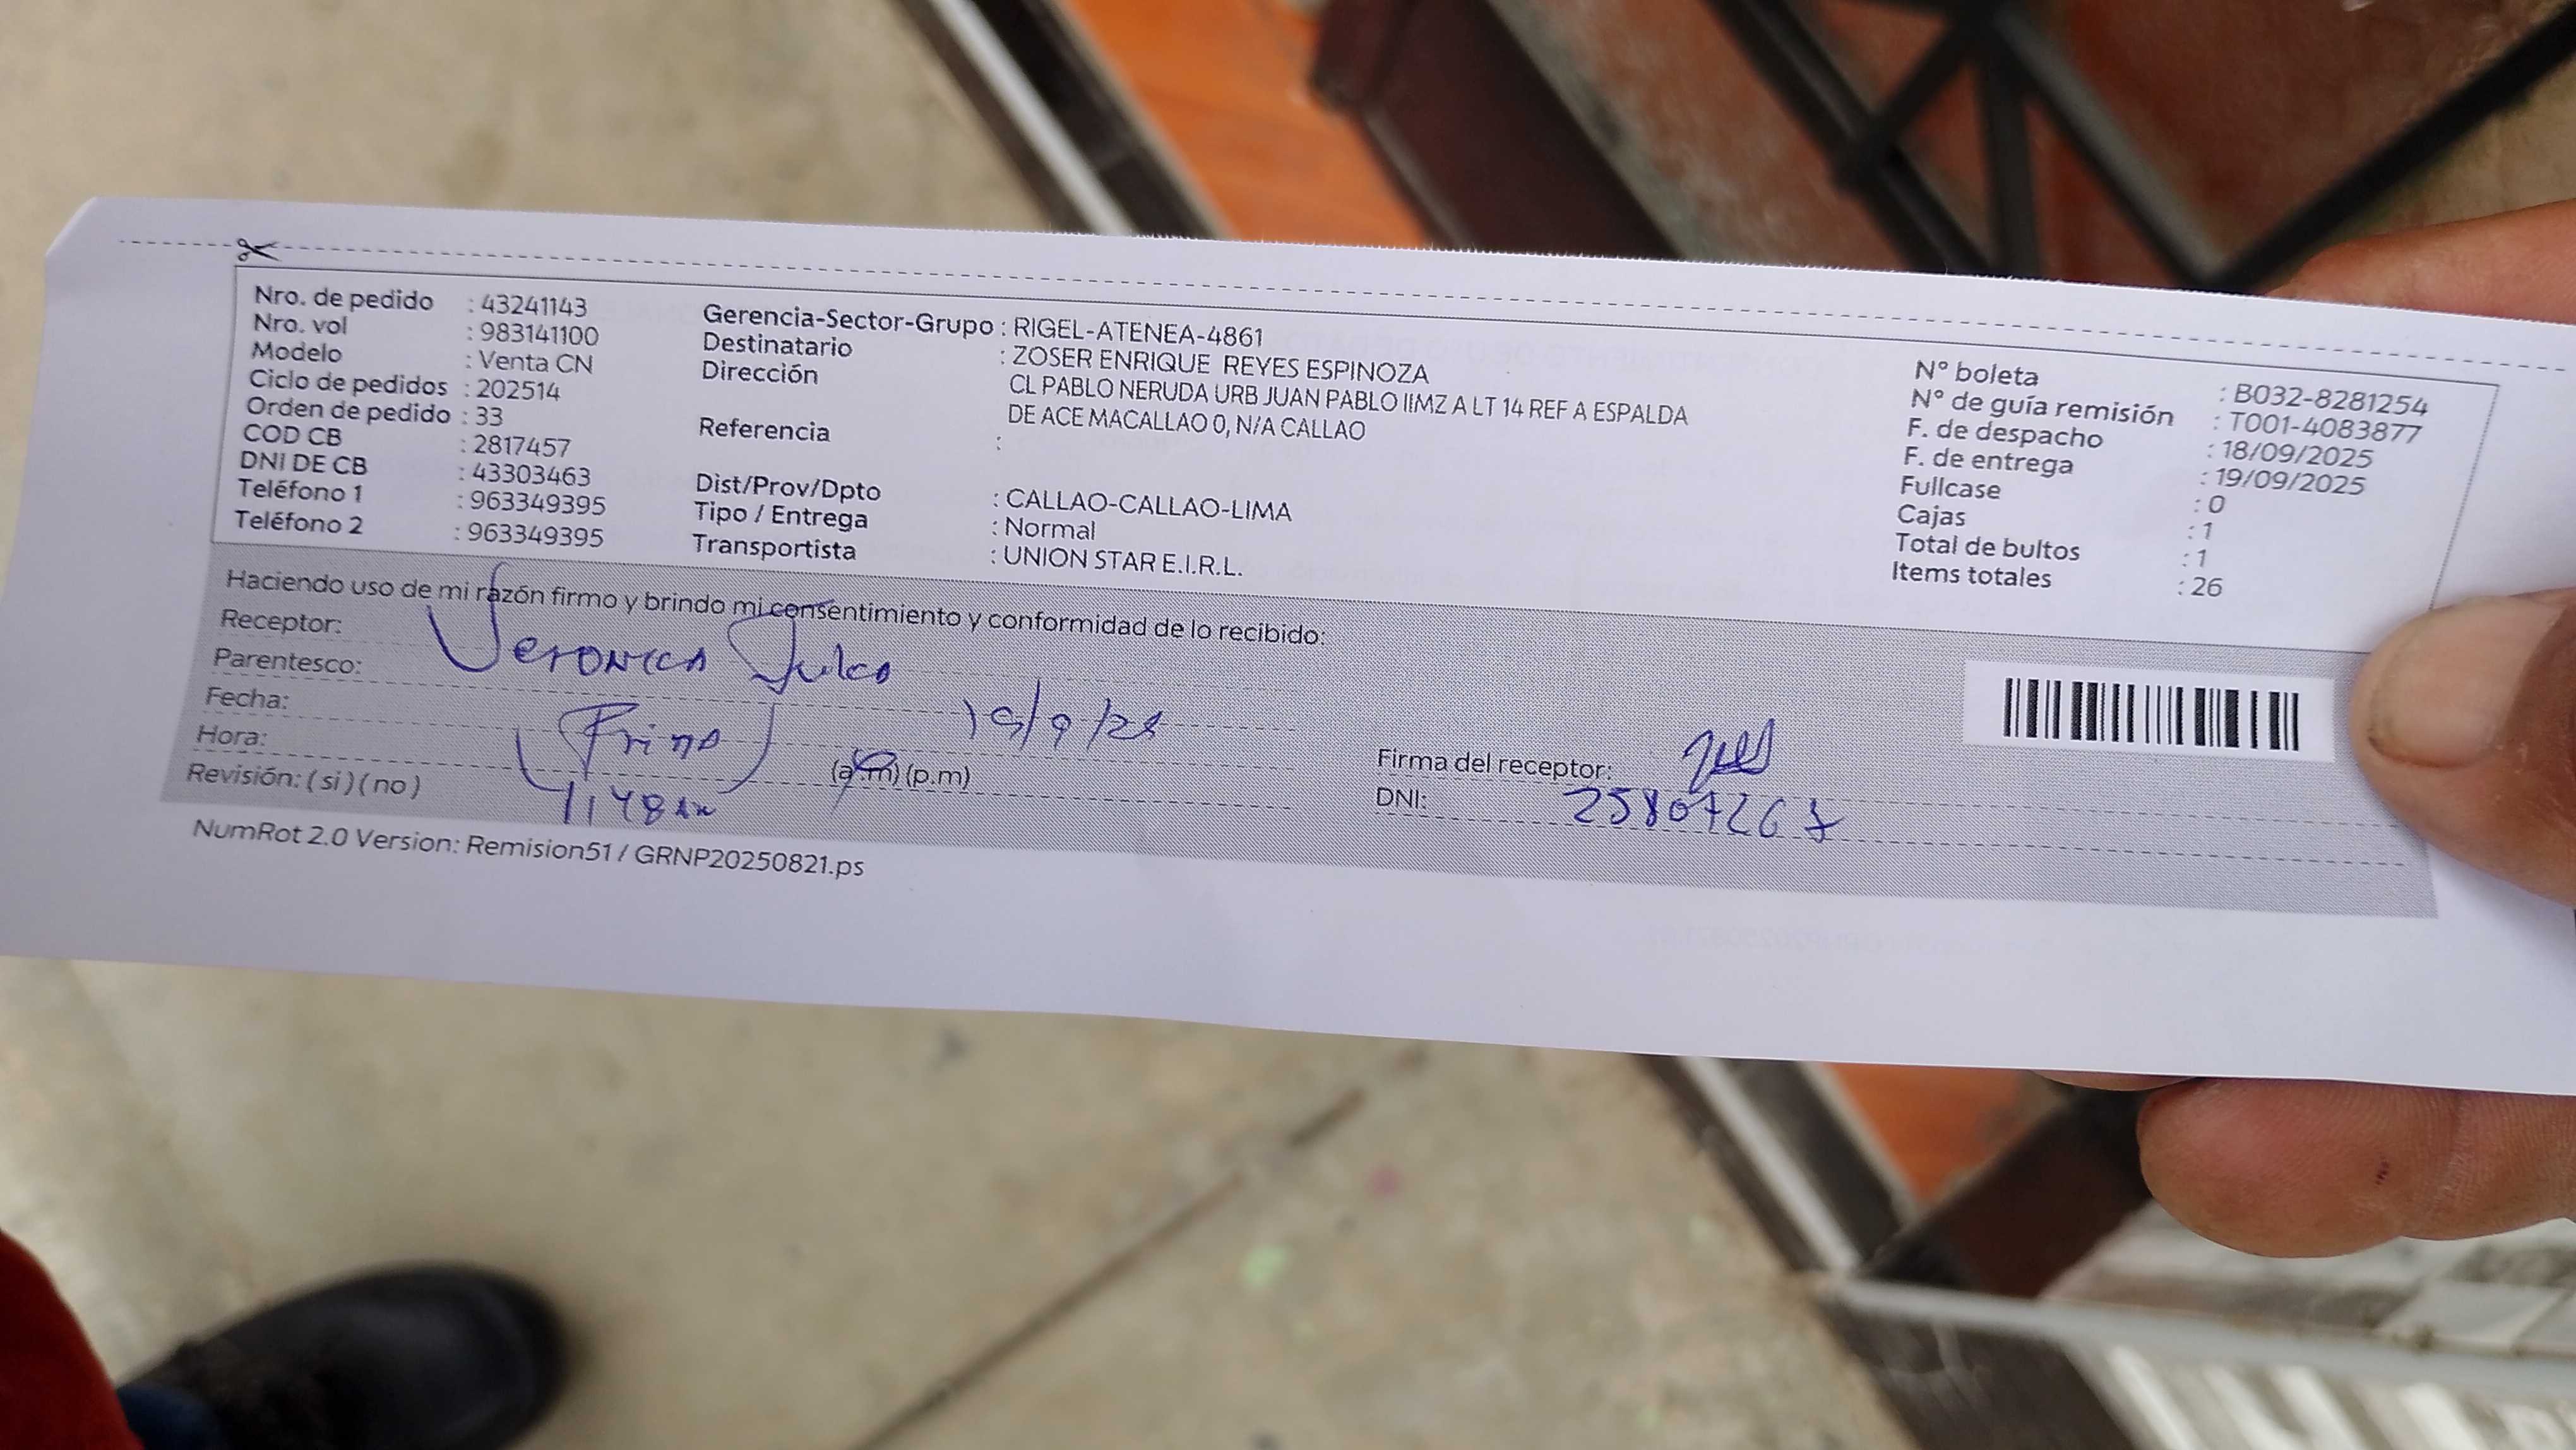 Nro. de pedido : 43241143
Nro. vol : 983141100
Modelo : Venta CN
Ciclo de pedidos : 202514
Orden de pedido : 33
COD CB : 2817457
DNI DE CB : 43303463
Teléfono 1 : 963349395
Teléfono 2 : 963349395
Gerencia-Sector-Grupo : RIGEL-ATENEA-4861
Destinatario : ZOSER ENRIQUE REYES ESPINOZA
Dirección CL PABLO NERUDA URB JUAN PABLO IIMZ A LT 14 REF A ESPALDA
DE ACE MACALLAO 0, N/A CALLAO
Referencia :
Dist/Prov/Dpto : CALLAO-CALLAO-LIMA
Tipo / Entrega : Normal
Transportista : UNION STAR E.I.R.L.
N° boleta : B032-8281254
N° de guía remisión : T001-4083877
F. de despacho : 18/09/2025
F. de entrega : 19/09/2025
Fullcase : 0
Cajas : 1
Total de bultos : 1
Items totales : 26
Haciendo uso de mi razón firmo y brindo mi consentimiento y conformidad de lo recibido:
Receptor: Veronica
Parentesco: (Prima)
Fecha: 19/9/25
Hora: 1148 am (a.m) (p.m)
Revisión: ( si ) ( no )
Firma del receptor:
DNI: 25807267
NumRot 2.0 Version: Remision51 / GRNP20250821.ps